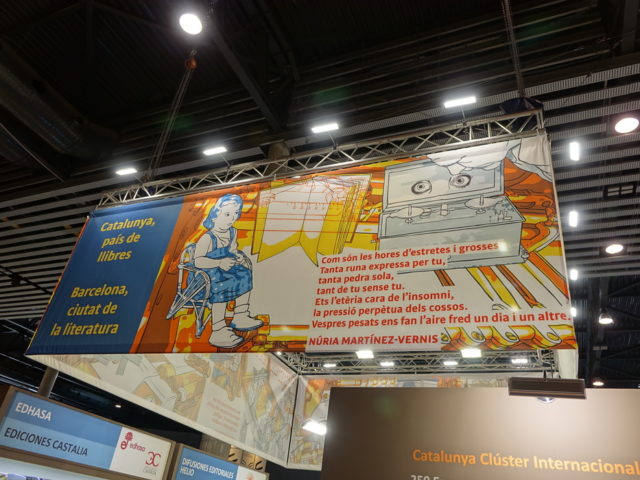 Catalunya,
país de
llibres
Barcelona,
ciutat de
la literatura
Com són les hores d'estretes i grosses
Tanta runa expressa per tu,
tanta pedra sola,
tant de tu sense tu.
Ets l'etèria cara de l'insomni,
la pressió perpètua dels cossos.
Vespres pesats ens fan l'aire fred un dia i un altre.
NÚRIA MARTÍNEZ-VERNIS
EDHASA
EDICIONES CASTALIA
edhasa
DIFUSIONES EDITORIALES
HELIO
Catalunya Clúster Internacional